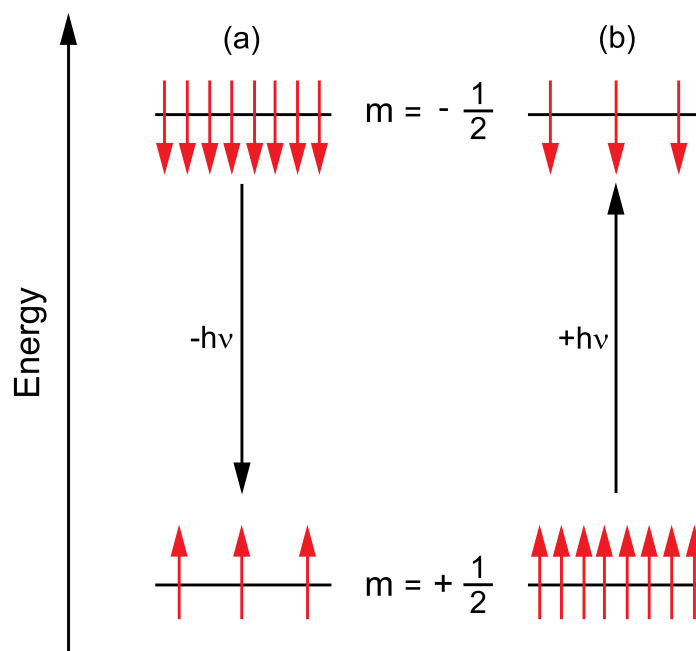 (a)
(b)
m = - 1/2
-hν
+hν
Energy
m = + 1/2